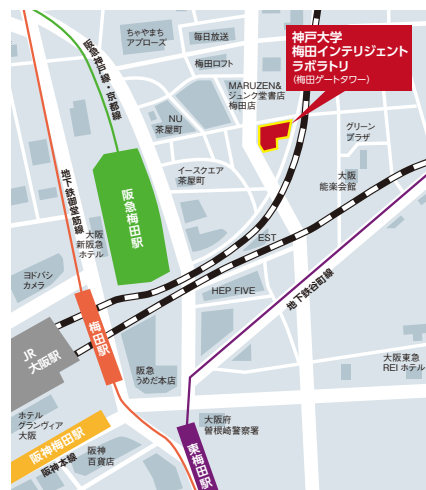 神戸大学
梅田インテリジェント
ラボラトリ
(梅田ゲートタワー)
ちゃやまち
アプローズ
毎日放送
梅田ロフト
阪急神戸線・京都線
MARUZEN&
ジュンク堂書店
梅田店
NU
茶屋町
グリーン
プラザ
イースクエア
茶屋町
大阪
能楽会館
地下鉄御堂筋線
阪急梅田駅
大阪
新阪急
ホテル
EST
ヨドバシ
カメラ
HEP FIVE
地下鉄谷町線
梅田駅
JR
大阪駅
阪急
うめだ本店
大阪東急
REI ホテル
ホテル
グランヴィア
大阪
大阪府
曽根崎警察署
阪神梅田駅
阪神本線
阪神
百貨店
東梅田駅